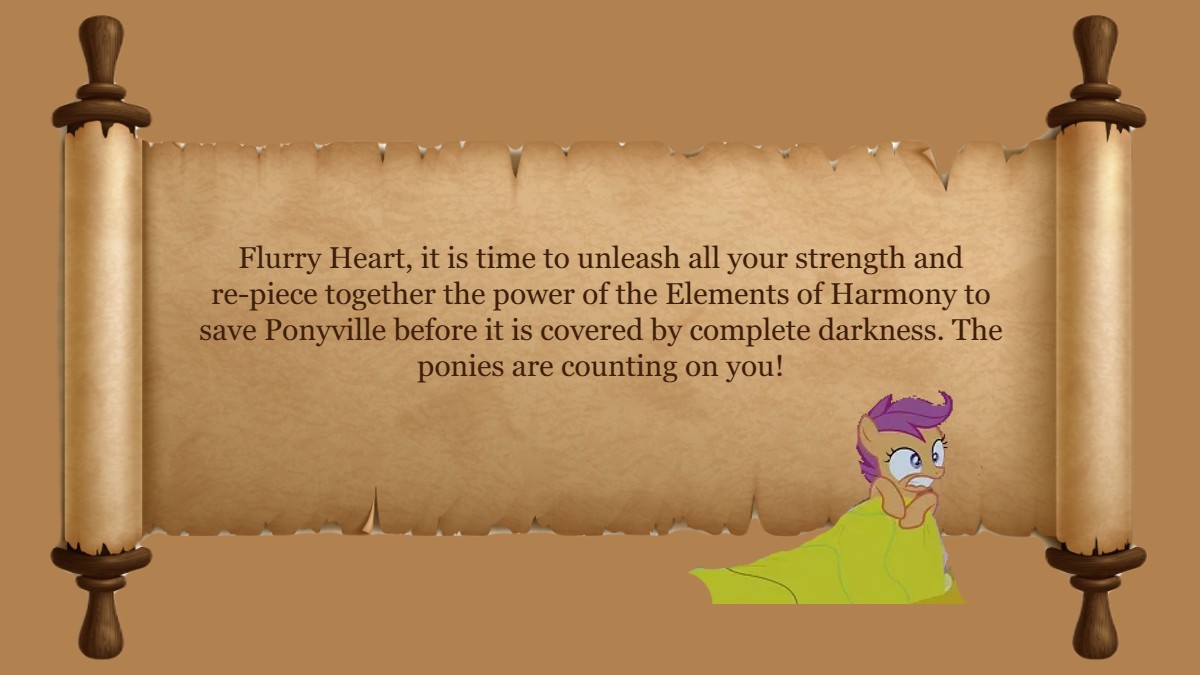 Flurry Heart, it is time to unleash all your strength and
re-piece together the power of the Elements of Harmony to
save Ponyville before it is covered by complete darkness. The
ponies are counting on you!